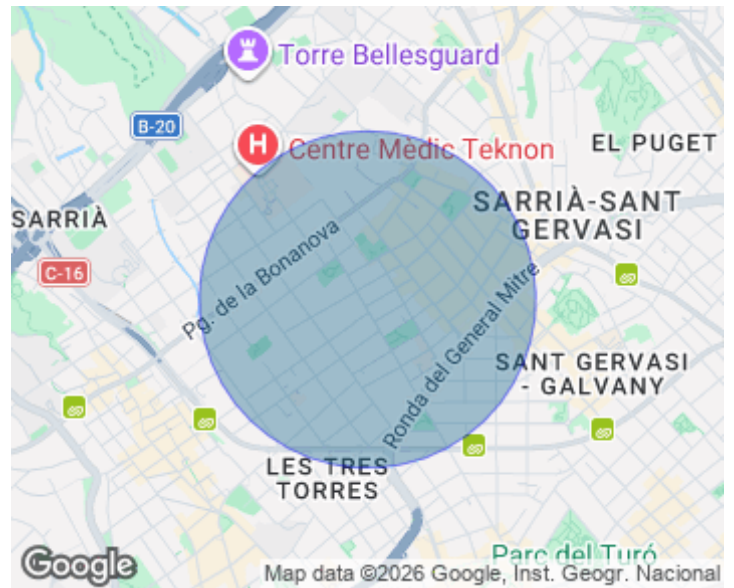 Torre Bellesguard
B-20
H
Centre Mèdic Teknon
EL PUGET
SARRIÀ
SARRIÀ-SANT
GERVASI
C-16
Pg. de la Bonanova
Ronda del General Mitre
SANT GERVASI
- GALVANY
LES TRES
TORRES
Parc del Turó
Google
Map data ©2026 Google, Inst. Geogr. Nacional